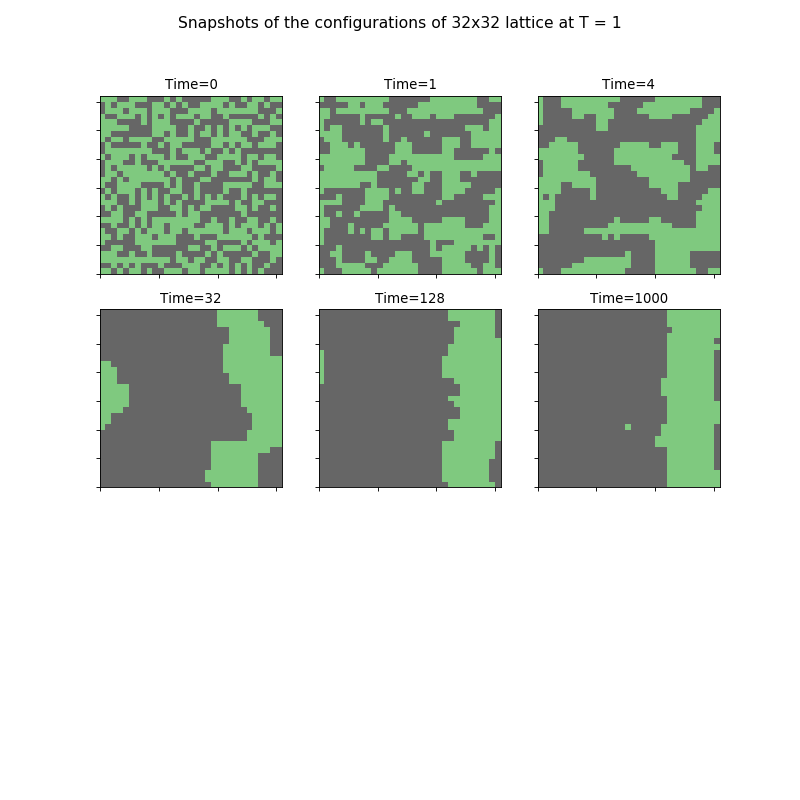 Snapshots of the configurations of 32x32 lattice at T = 1
Time=0
Time=1
Time=4
Time=32
Time=128
Time=1000